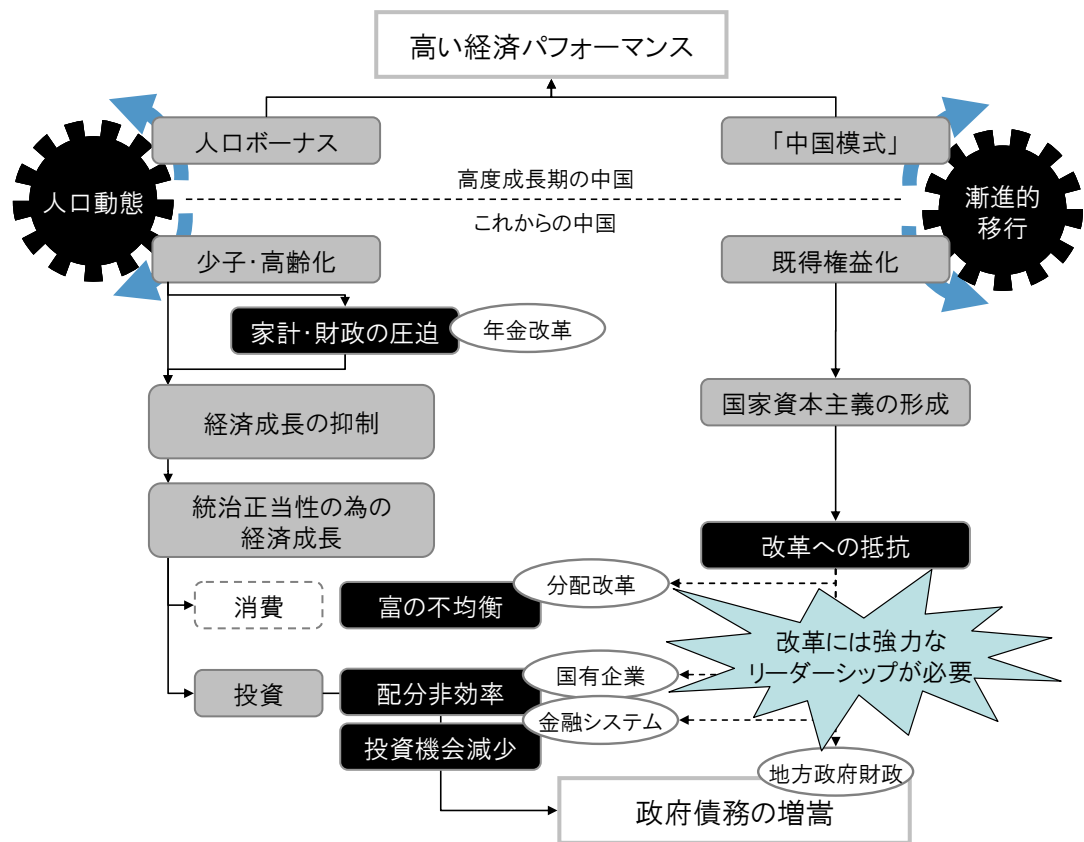 高い経済パフォーマンス
人口ボーナス
「中国模式」
人口動態
高度成長期の中国
これからの中国
漸進的
移行
少子・高齢化
既得権益化
家計・財政の圧迫
年金改革
経済成長の抑制
国家資本主義の形成
統治正当性の為の
経済成長
改革への抵抗
消費
富の不均衡
分配改革
改革には強力な
リーダーシップが必要
投資
配分非効率
国有企業
金融システム
投資機会減少
地方政府財政
政府債務の増嵩